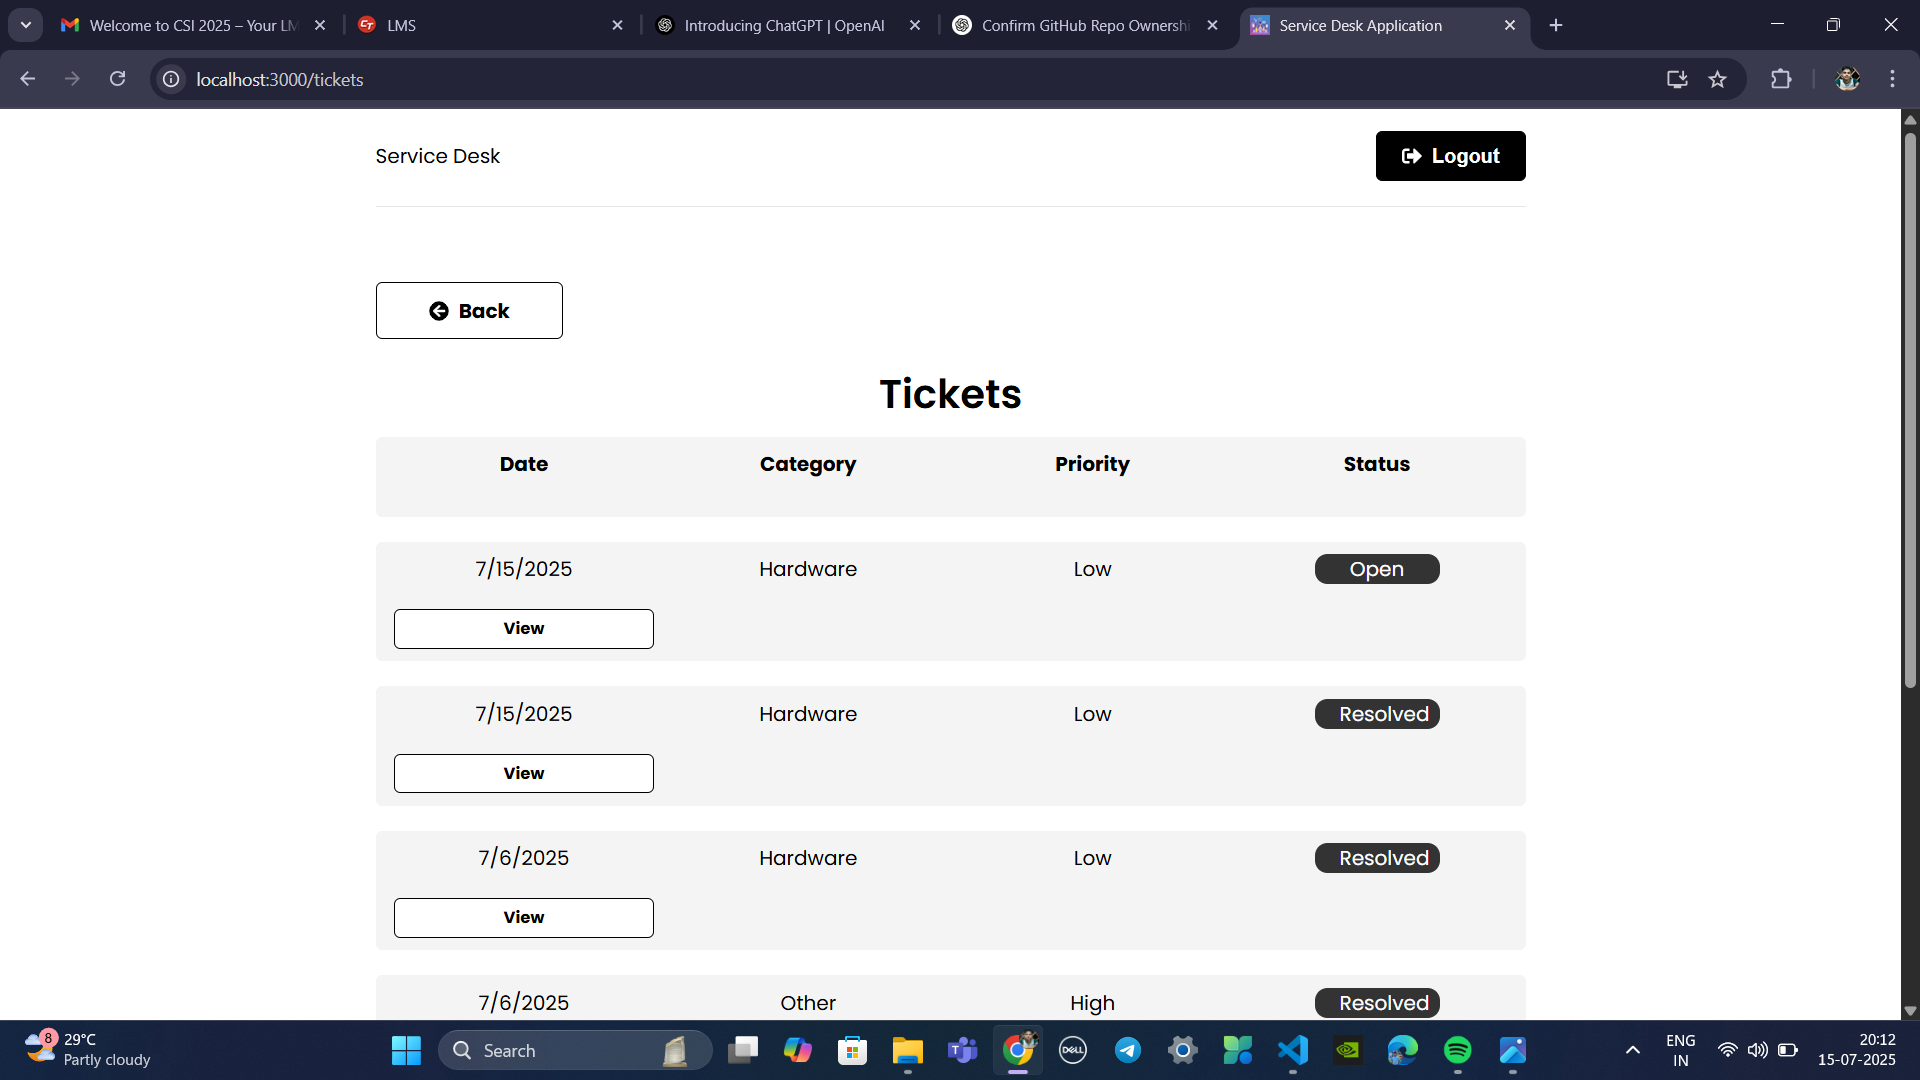 Welcome to CSI 2025 – Your LM
LMS
Introducing ChatGPT | OpenAI
Confirm GitHub Repo Ownershi
Service Desk Application
localhost:3000/tickets
Service Desk
Logout
Back
Tickets
Date Category Priority Status
7/15/2025 Hardware Low Open
View
7/15/2025 Hardware Low Resolved
View
7/6/2025 Hardware Low Resolved
View
7/6/2025 Other High Resolved
8
29°C
Partly cloudy
Search
DELL
ENG
IN
20:12
15-07-2025